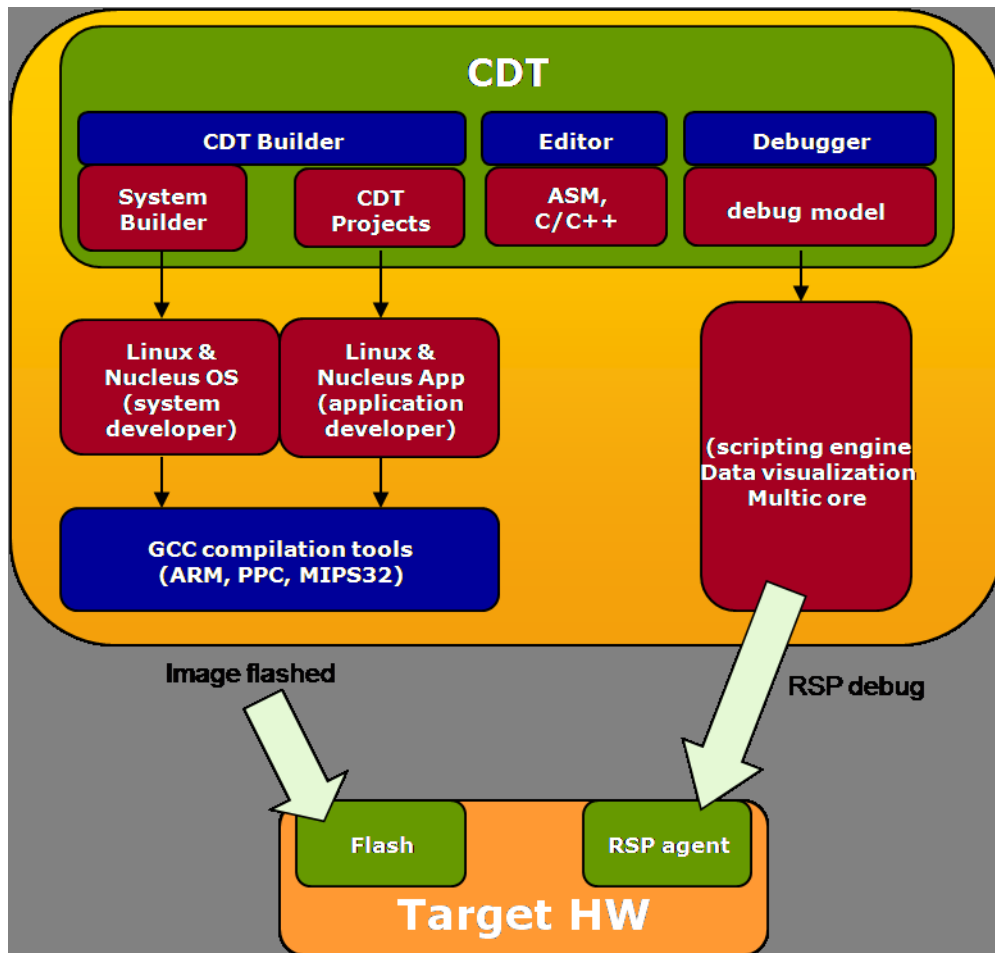 CDT
CDT Builder
Editor
Debugger
System
Builder
CDT
Projects
ASM,
C/C++
debug model
Linux &
Nucleus OS
(system
developer)
Linux &
Nucleus App
(application
developer)
(scripting engine
Data visualization
Multic ore
GCC compilation tools
(ARM, PPC, MIPS32)
Image flashed
RSP debug
Flash
RSP agent
Target HW